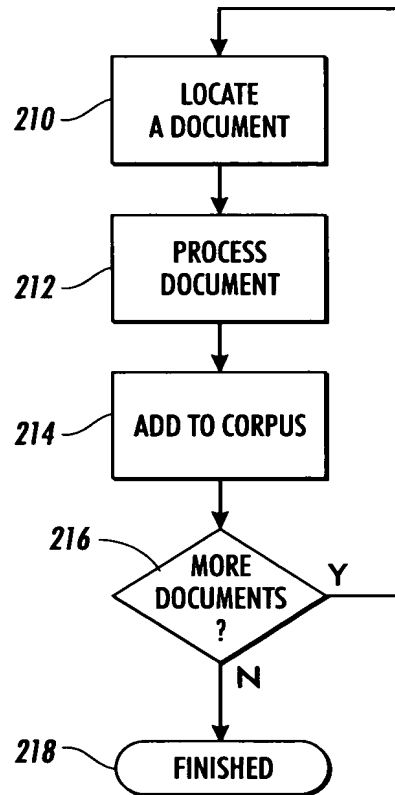 210
LOCATE
A DOCUMENT
212
PROCESS
DOCUMENT
214
ADD TO CORPUS
216
MORE
DOCUMENTS
?
Y
N
218
FINISHED